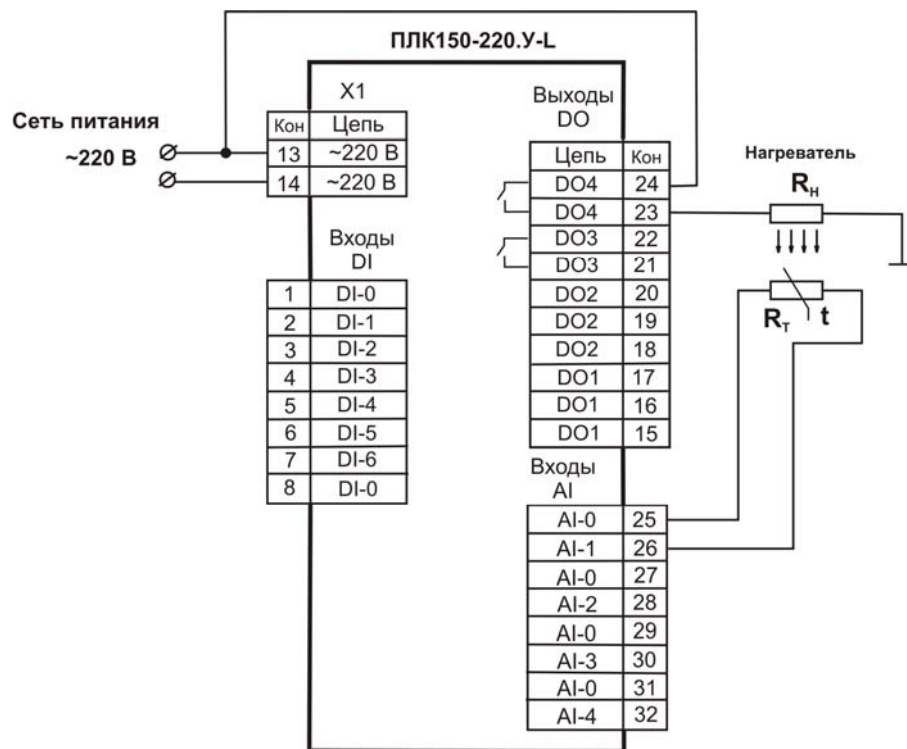 ПЛК150-220.У-L
Сеть питания
~220 В
X1
Кон Цепь
13 ~220 В
14 ~220 В
Входы
DI
1 DI-0
2 DI-1
3 DI-2
4 DI-3
5 DI-4
6 DI-5
7 DI-6
8 DI-0
Выходы
DO
Цепь Кон
DO4 24
DO4 23
DO3 22
DO3 21
DO2 20
DO2 19
DO2 18
DO1 17
DO1 16
DO1 15
Входы
AI
AI-0 25
AI-1 26
AI-0 27
AI-2 28
AI-0 29
AI-3 30
AI-0 31
AI-4 32
Нагреватель
RН
RТ t